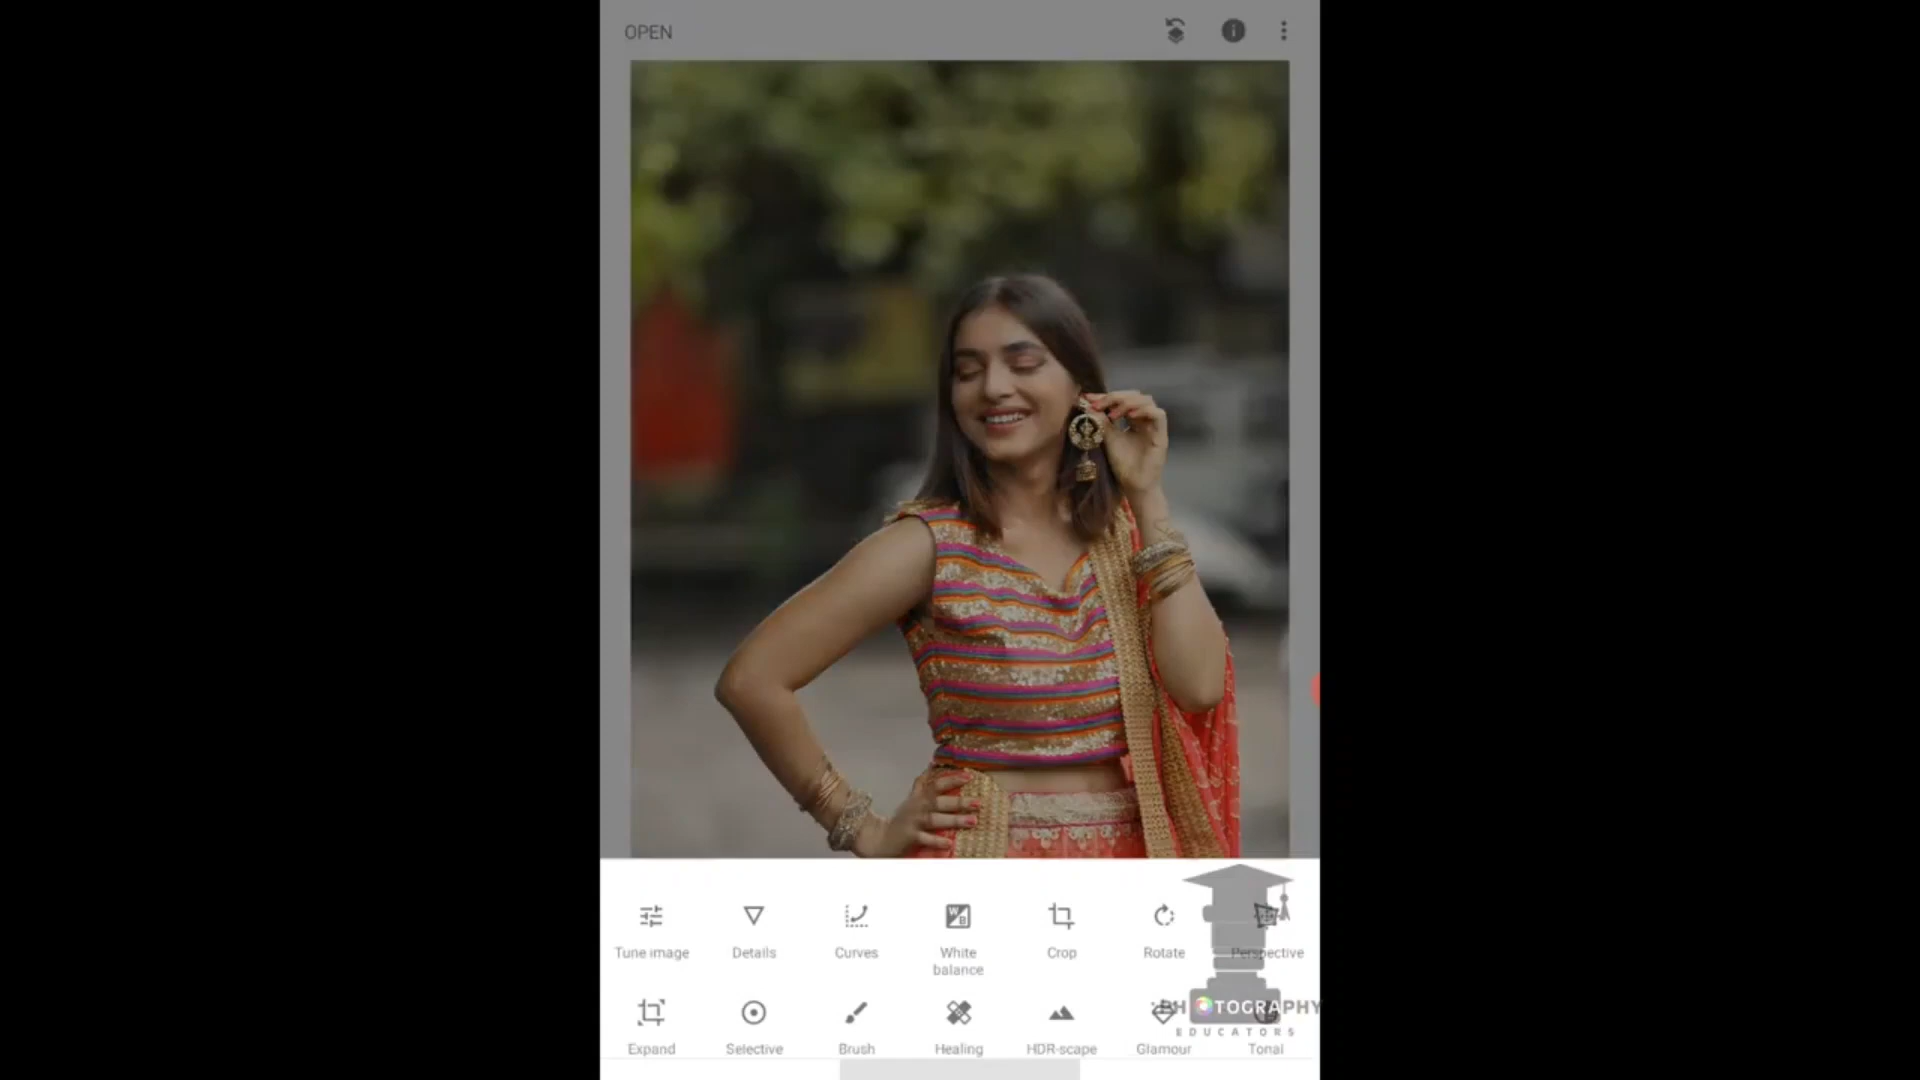 OPEN
Tune image Details Curves White balance Crop Rotate Perspective
Expand Selective Brush Healing HDR-scape Glamour Tonal
PHOTOGRAPHY
EDUCATORS